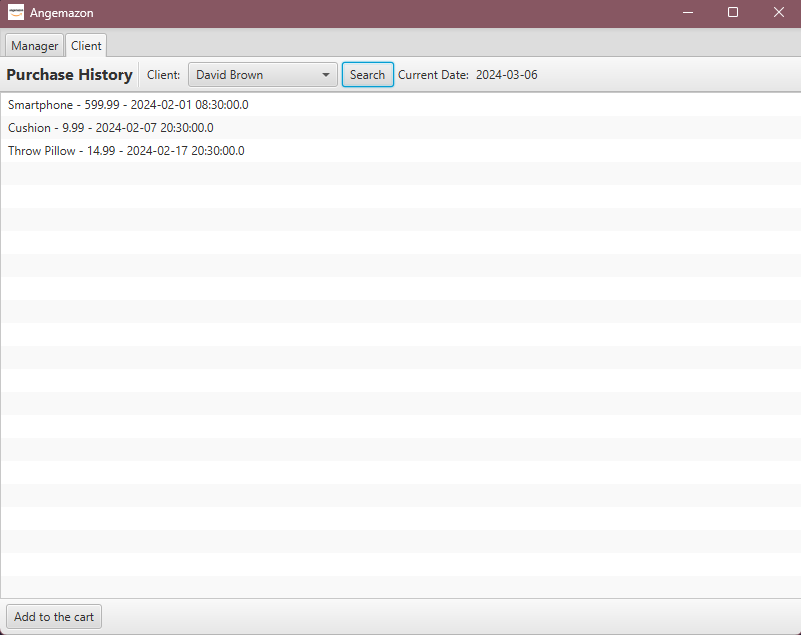 Angemazon
Manager Client
Purchase History Client: David Brown Search Current Date: 2024-03-06
Smartphone - 599.99 - 2024-02-01 08:30:00.0
Cushion - 9.99 - 2024-02-07 20:30:00.0
Throw Pillow - 14.99 - 2024-02-17 20:30:00.0
Add to the cart